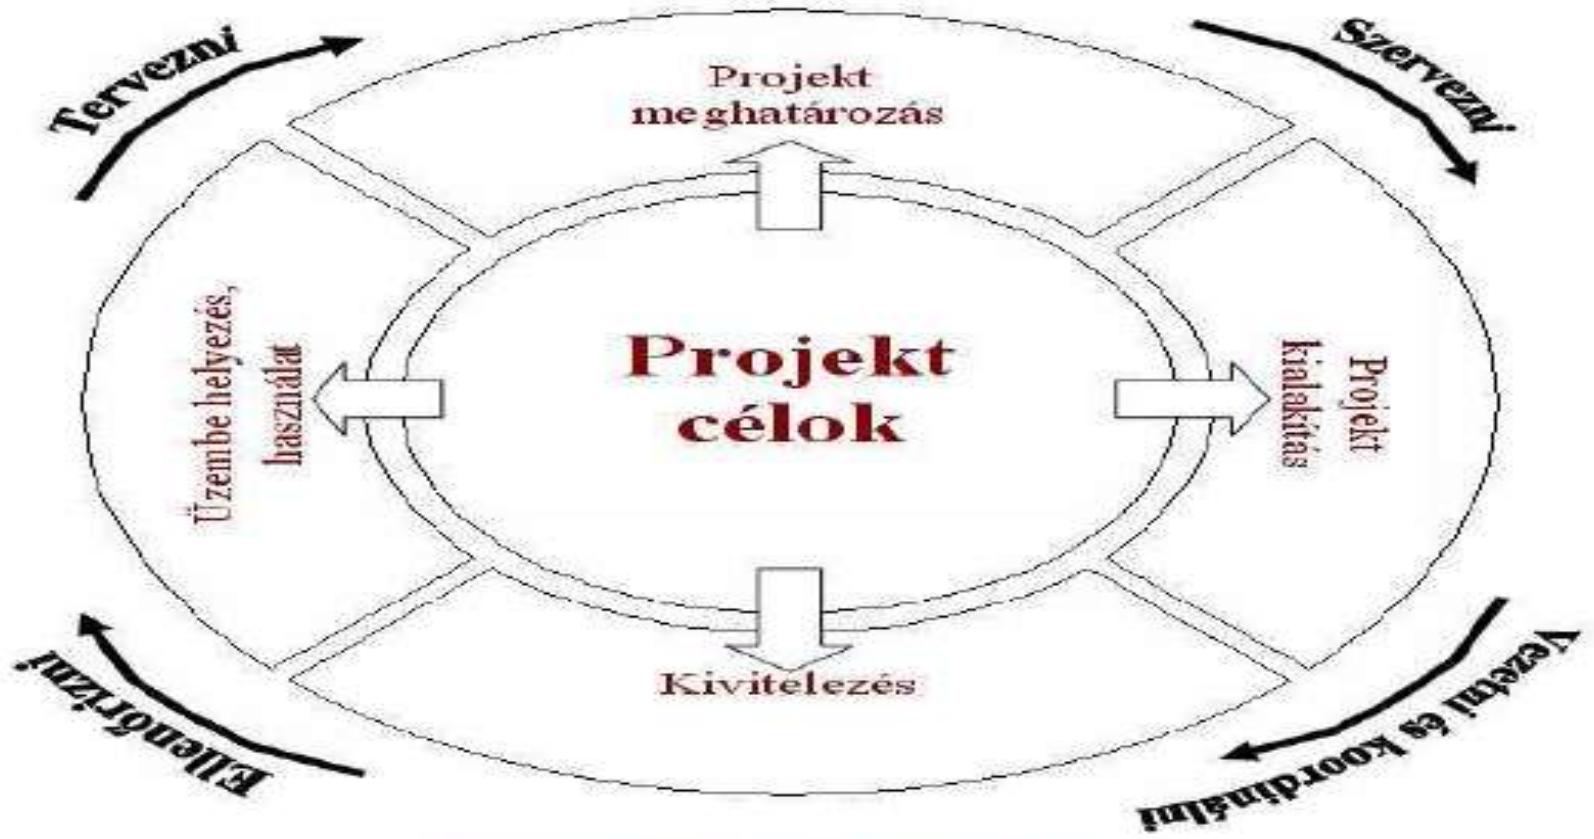 Tervezni
Szervezni
Projekt
meghatározás
Üzembe helyezés,
használat
Projekt
célok
Projekt
kialakítás
Kivitelezés
Ellenőrizni
Vezetni és koordinálni